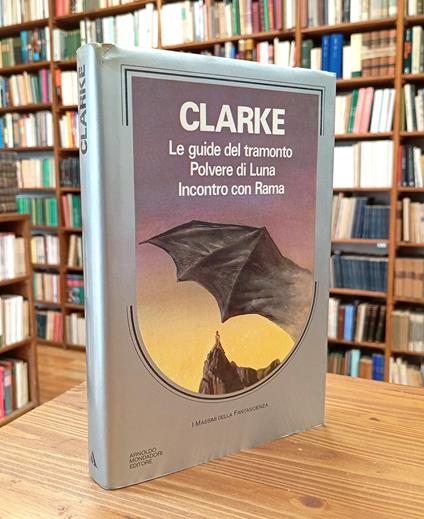 CLARKE
CLARKE
Le guide del tramonto
Polvere di Luna
Incontro con Rama
I MASSIMI DELLA FANTASCIENZA
ARNOLDO
MONDADORI
EDITORE